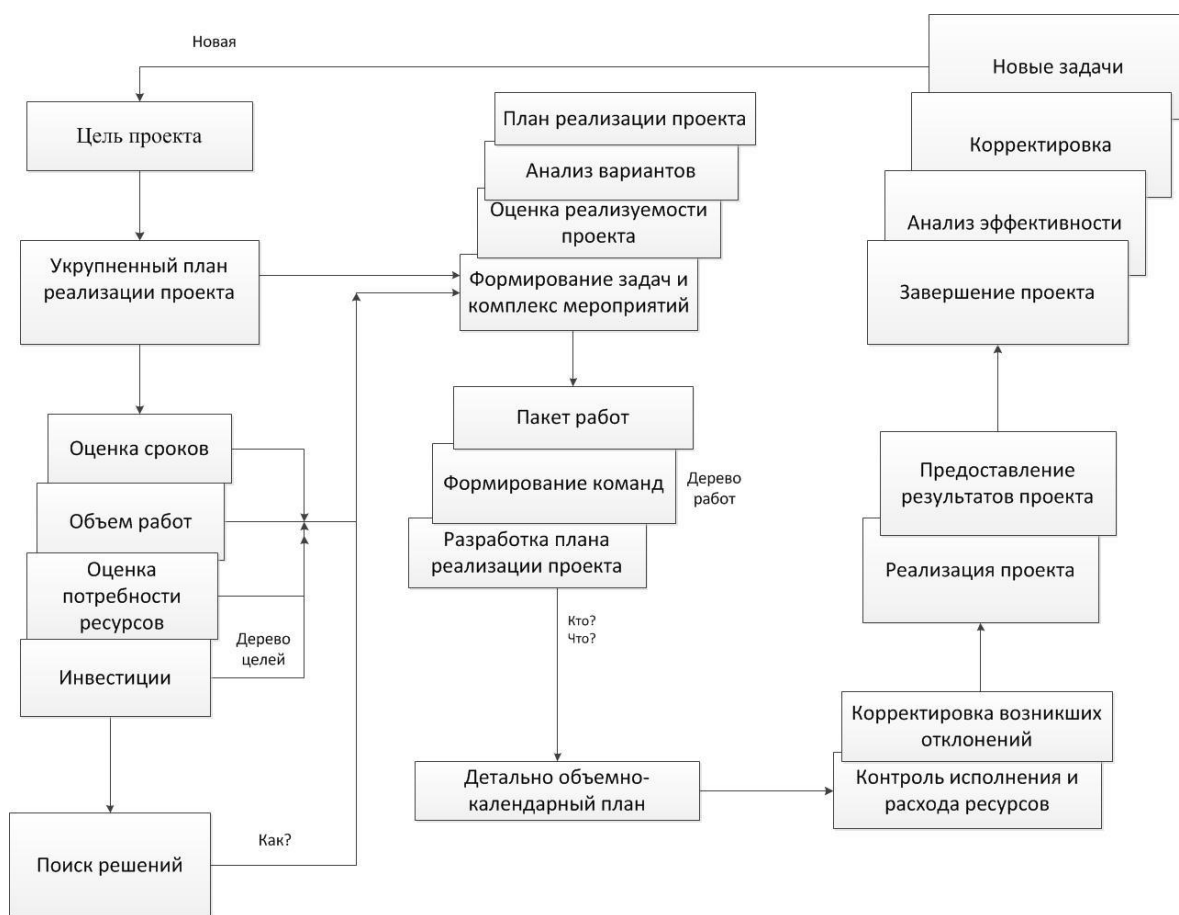 Новая
Цель проекта
Укрупненный план
реализации проекта
Оценка сроков
Объем работ
Оценка
потребности
ресурсов
Инвестиции
Дерево
целей
Поиск решений
Как?
План реализации проекта
Анализ вариантов
Оценка реализуемости
проекта
Формирование задач и
комплекс мероприятий
Пакет работ
Формирование команд
Дерево
работ
Разработка плана
реализации проекта
Кто?
Что?
Детально объемно-
календарный план
Новые задачи
Корректировка
Анализ эффективности
Завершение проекта
Предоставление
результатов проекта
Реализация проекта
Корректировка возникших
отклонений
Контроль исполнения и
расхода ресурсов